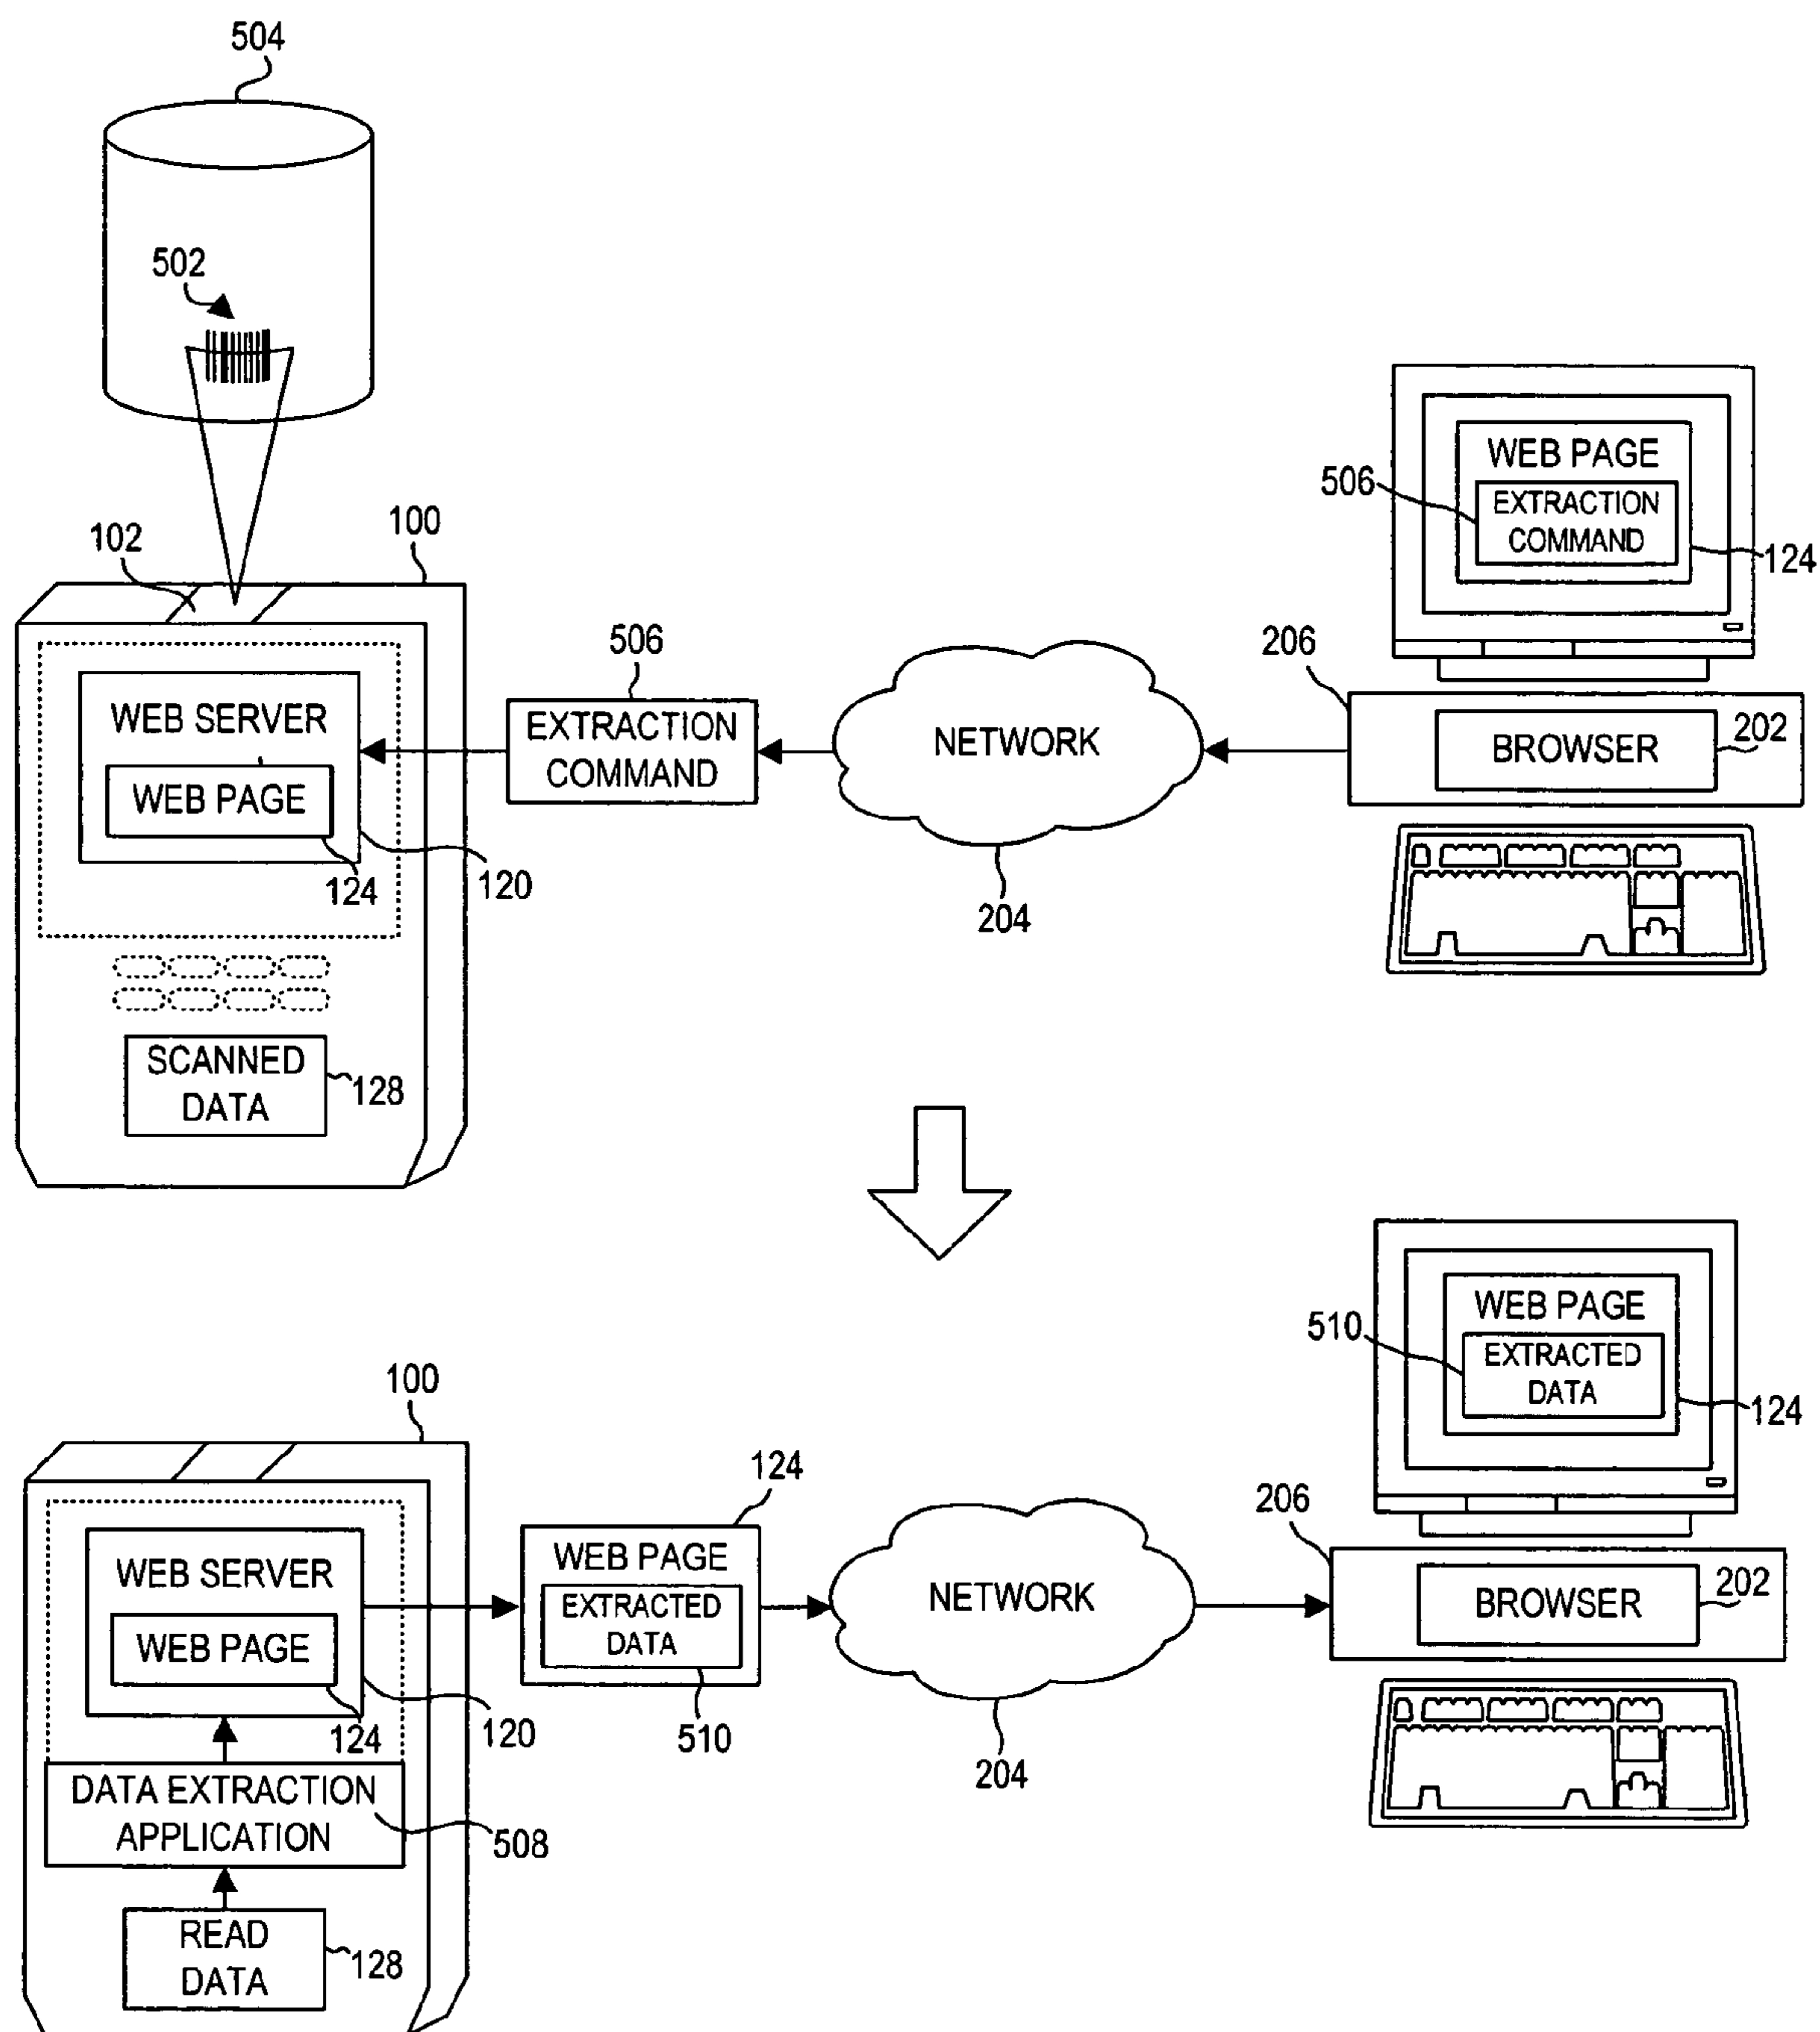 504
502
102
100
WEB SERVER
WEB PAGE
124
120
SCANNED
DATA
128
506
EXTRACTION
COMMAND
NETWORK
204
WEB PAGE
506
EXTRACTION
COMMAND
124
206
BROWSER
202
100
WEB SERVER
WEB PAGE
124
120
DATA EXTRACTION
APPLICATION
508
READ
DATA
128
124
WEB PAGE
EXTRACTED
DATA
510
NETWORK
204
WEB PAGE
510
EXTRACTED
DATA
124
206
BROWSER
202